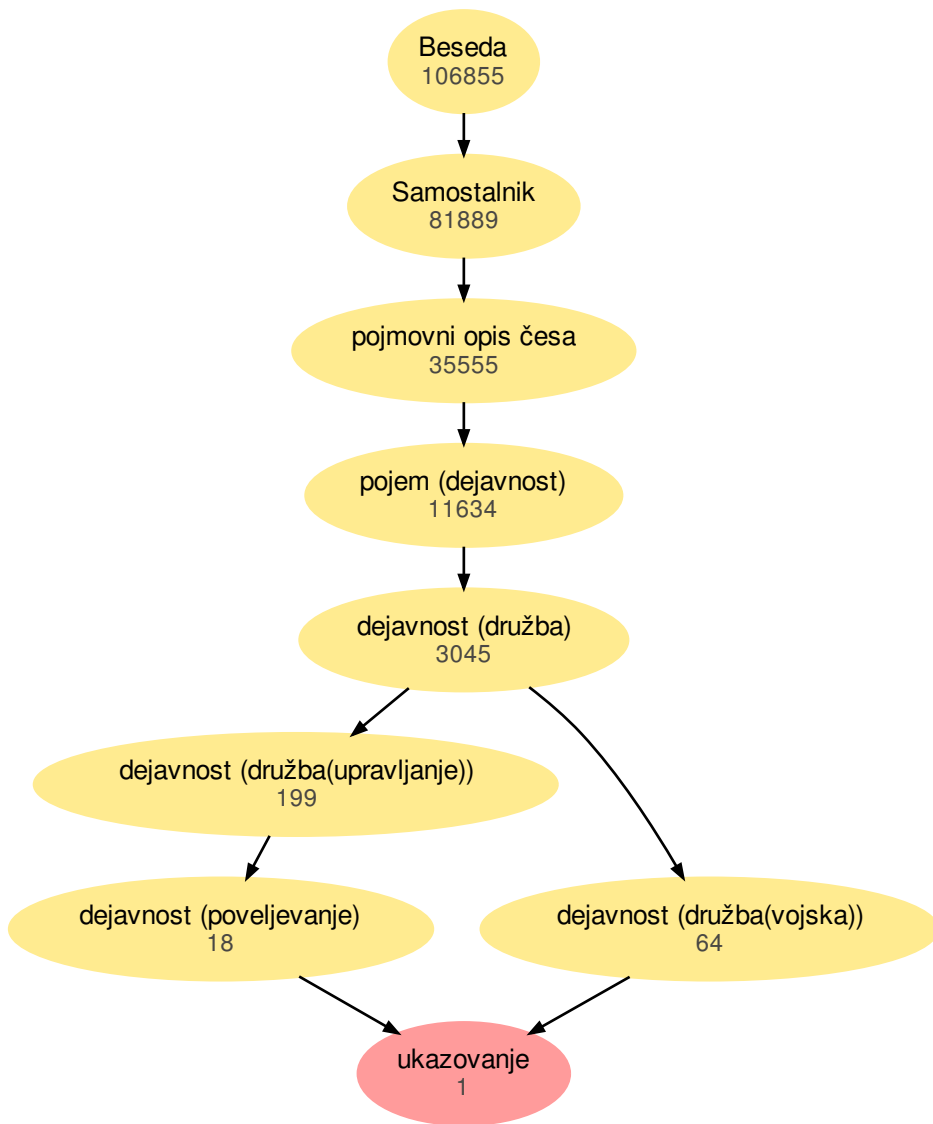 Beseda
106855
Samostalnik
81889
pojmovni opis česa
35555
pojem (dejavnost)
11634
dejavnost (družba)
3045
dejavnost (družba(upravljanje))
199
dejavnost (poveljevanje)
18
dejavnost (družba(vojska))
64
ukazovanje
1